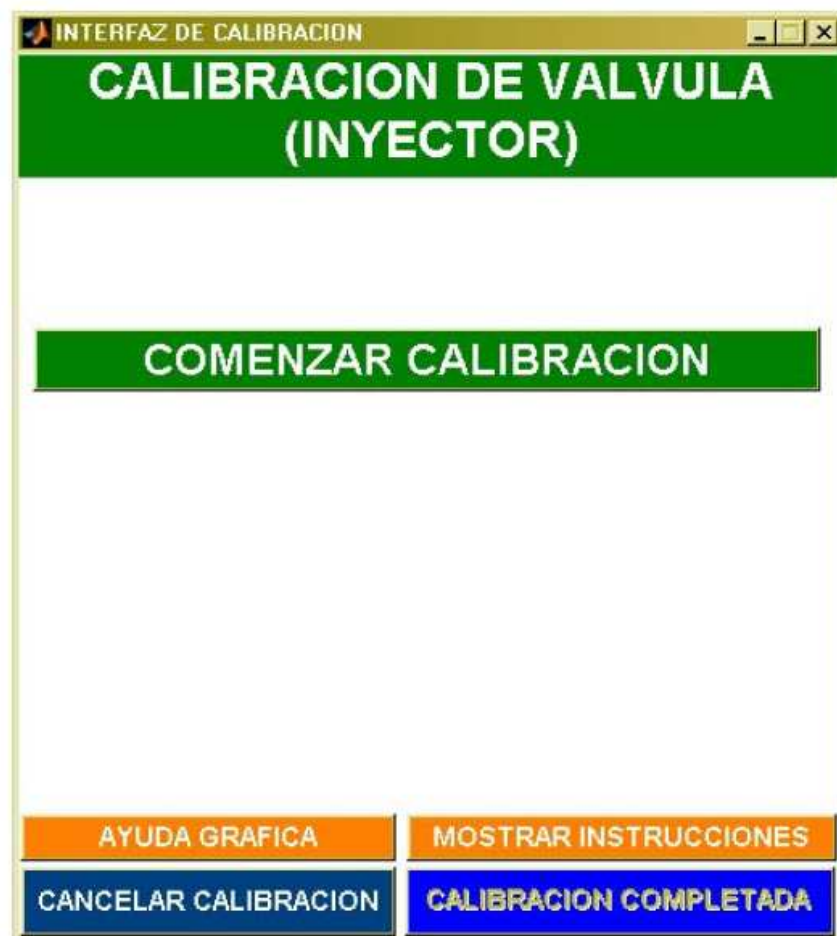 INTERFAZ DE CALIBRACION
CALIBRACION DE VALVULA
(INYECTOR)
COMENZAR CALIBRACION
AYUDA GRAFICA
MOSTRAR INSTRUCCIONES
CANCELAR CALIBRACION
CALIBRACION COMPLETADA